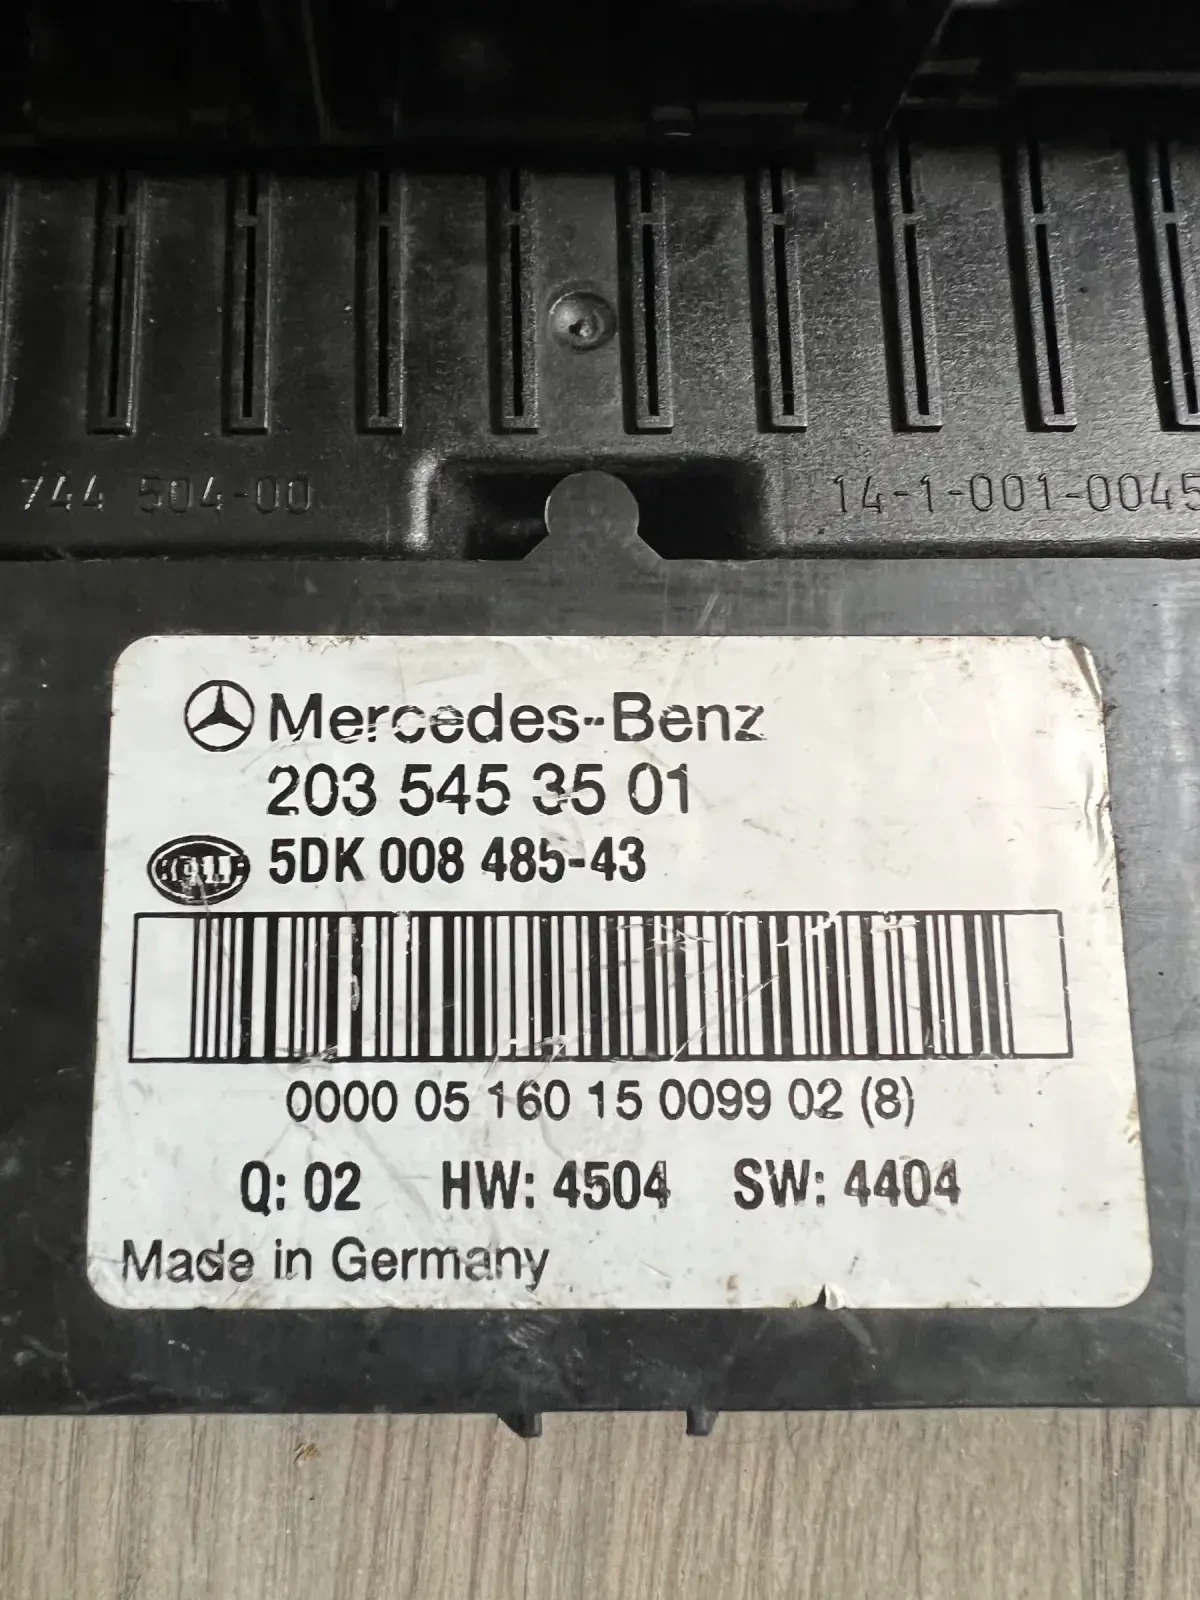 744 504-00
14-1-001-0045
Mercedes-Benz
203 545 35 01
HELLA 5DK 008 485-43
0000 05 160 15 0099 02 (8)
Q: 02 HW: 4504 SW: 4404
Made in Germany